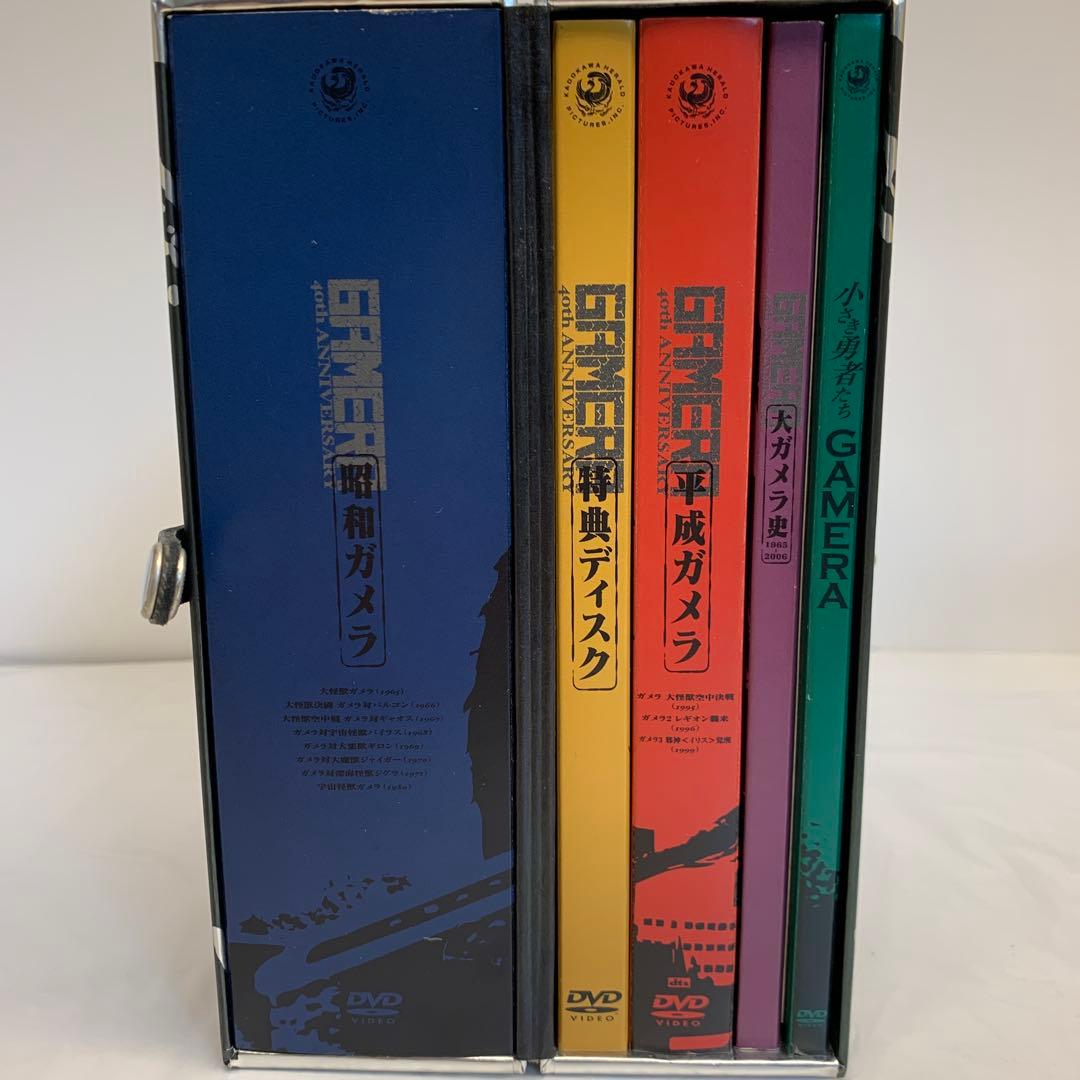 KADOKAWA HERALD PICTURES, INC.
GAMERA
40th ANNIVERSARY
昭和ガメラ
大怪獣ガメラ(1965)
大怪獣決闘 ガメラ対バルゴン(1966)
大怪獣空中戦 ガメラ対ギャオス(1967)
ガメラ対宇宙怪獣バイラス(1968)
ガメラ対大悪獣ギロン(1969)
ガメラ対大魔獣ジャイガー(1970)
ガメラ対深海怪獣ジグラ(1971)
宇宙怪獣ガメラ(1980)
DVD
VIDEO
KADOKAWA HERALD PICTURES, INC.
GAMERA
40th ANNIVERSARY
特典ディスク
DVD
VIDEO
KADOKAWA HERALD PICTURES, INC.
GAMERA
40th ANNIVERSARY
平成ガメラ
ガメラ 大怪獣空中決戦
(1995)
ガメラ2 レギオン襲来
(1996)
ガメラ3 邪神<イリス>覚醒
(1999)
dts
DVD
VIDEO
GAMERA
大ガメラ史
1965
2006
小さき勇者たち
GAMERA
DVD
VIDEO